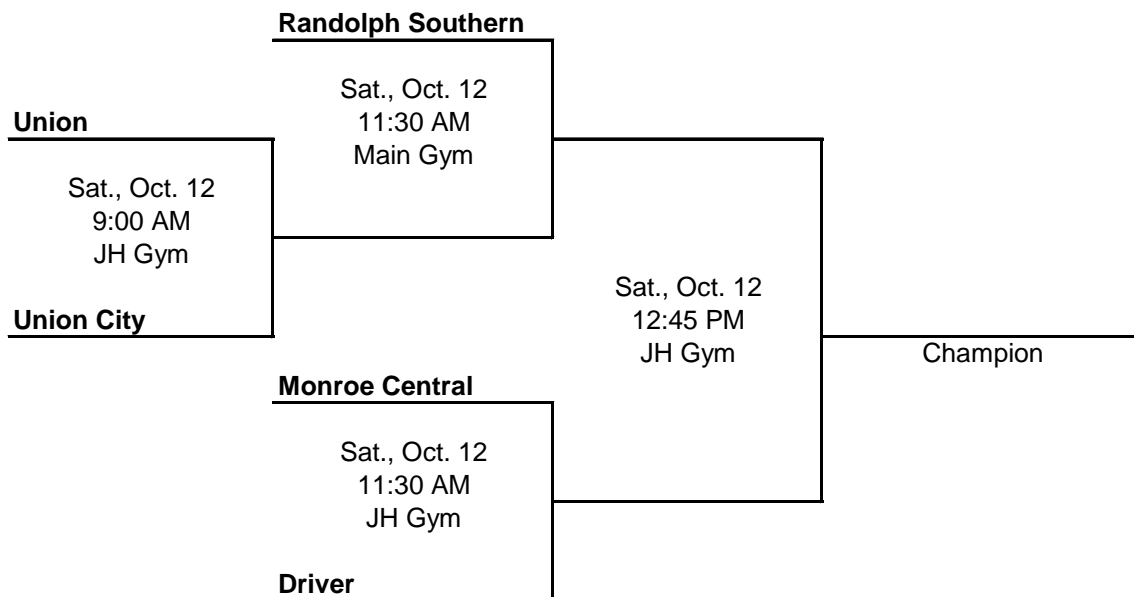 Randolph Southern
Sat., Oct. 12
11:30 AM
Main Gym
Union
Sat., Oct. 12
9:00 AM
JH Gym
Union City
Sat., Oct. 12
12:45 PM
JH Gym
Champion
Monroe Central
Sat., Oct. 12
11:30 AM
JH Gym
Driver